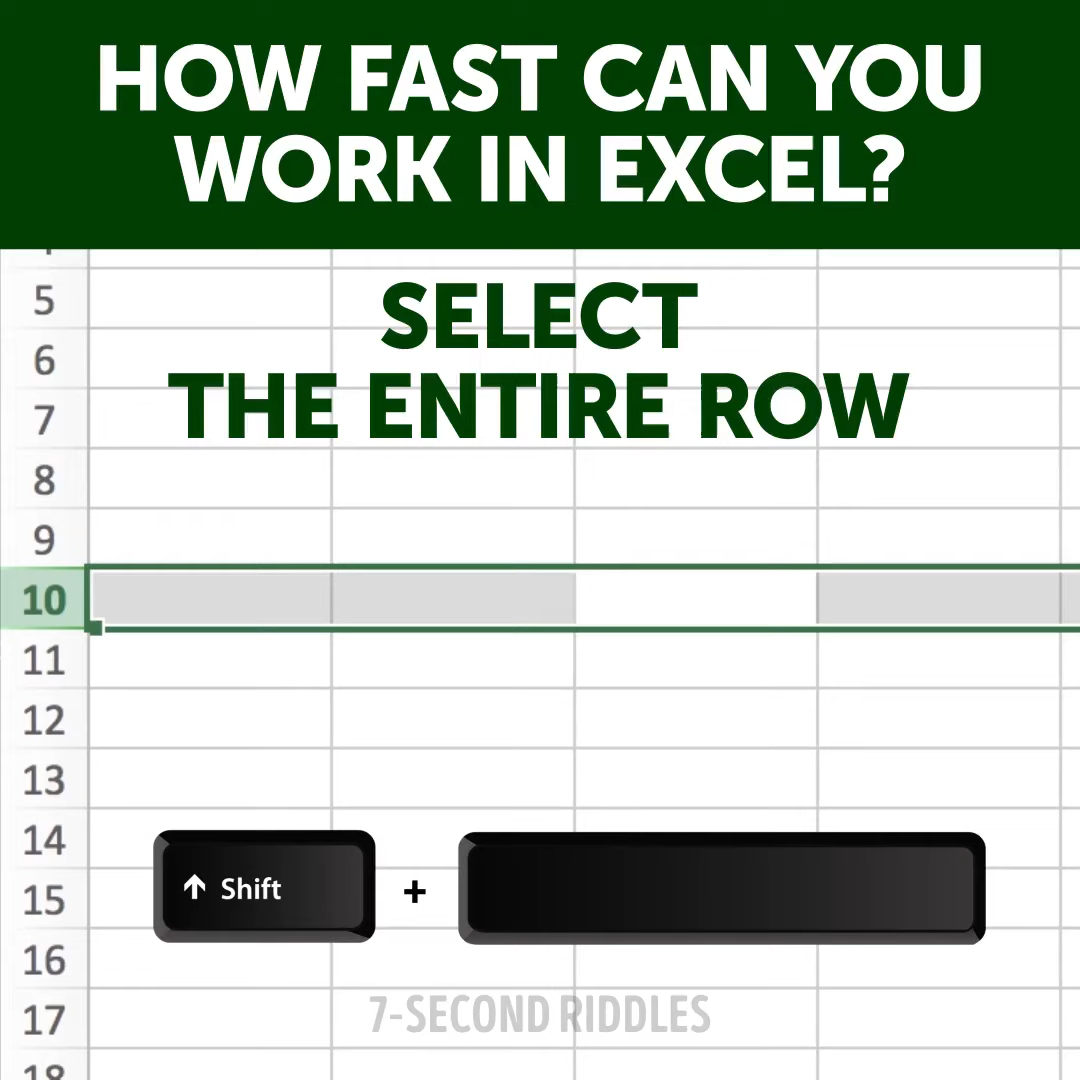 HOW FAST CAN YOU
WORK IN EXCEL?
5
SELECT
6
THE ENTIRE ROW
7
8
9
10
11
12
13
14
Shift +
15
16
7-SECOND RIDDLES
17
18